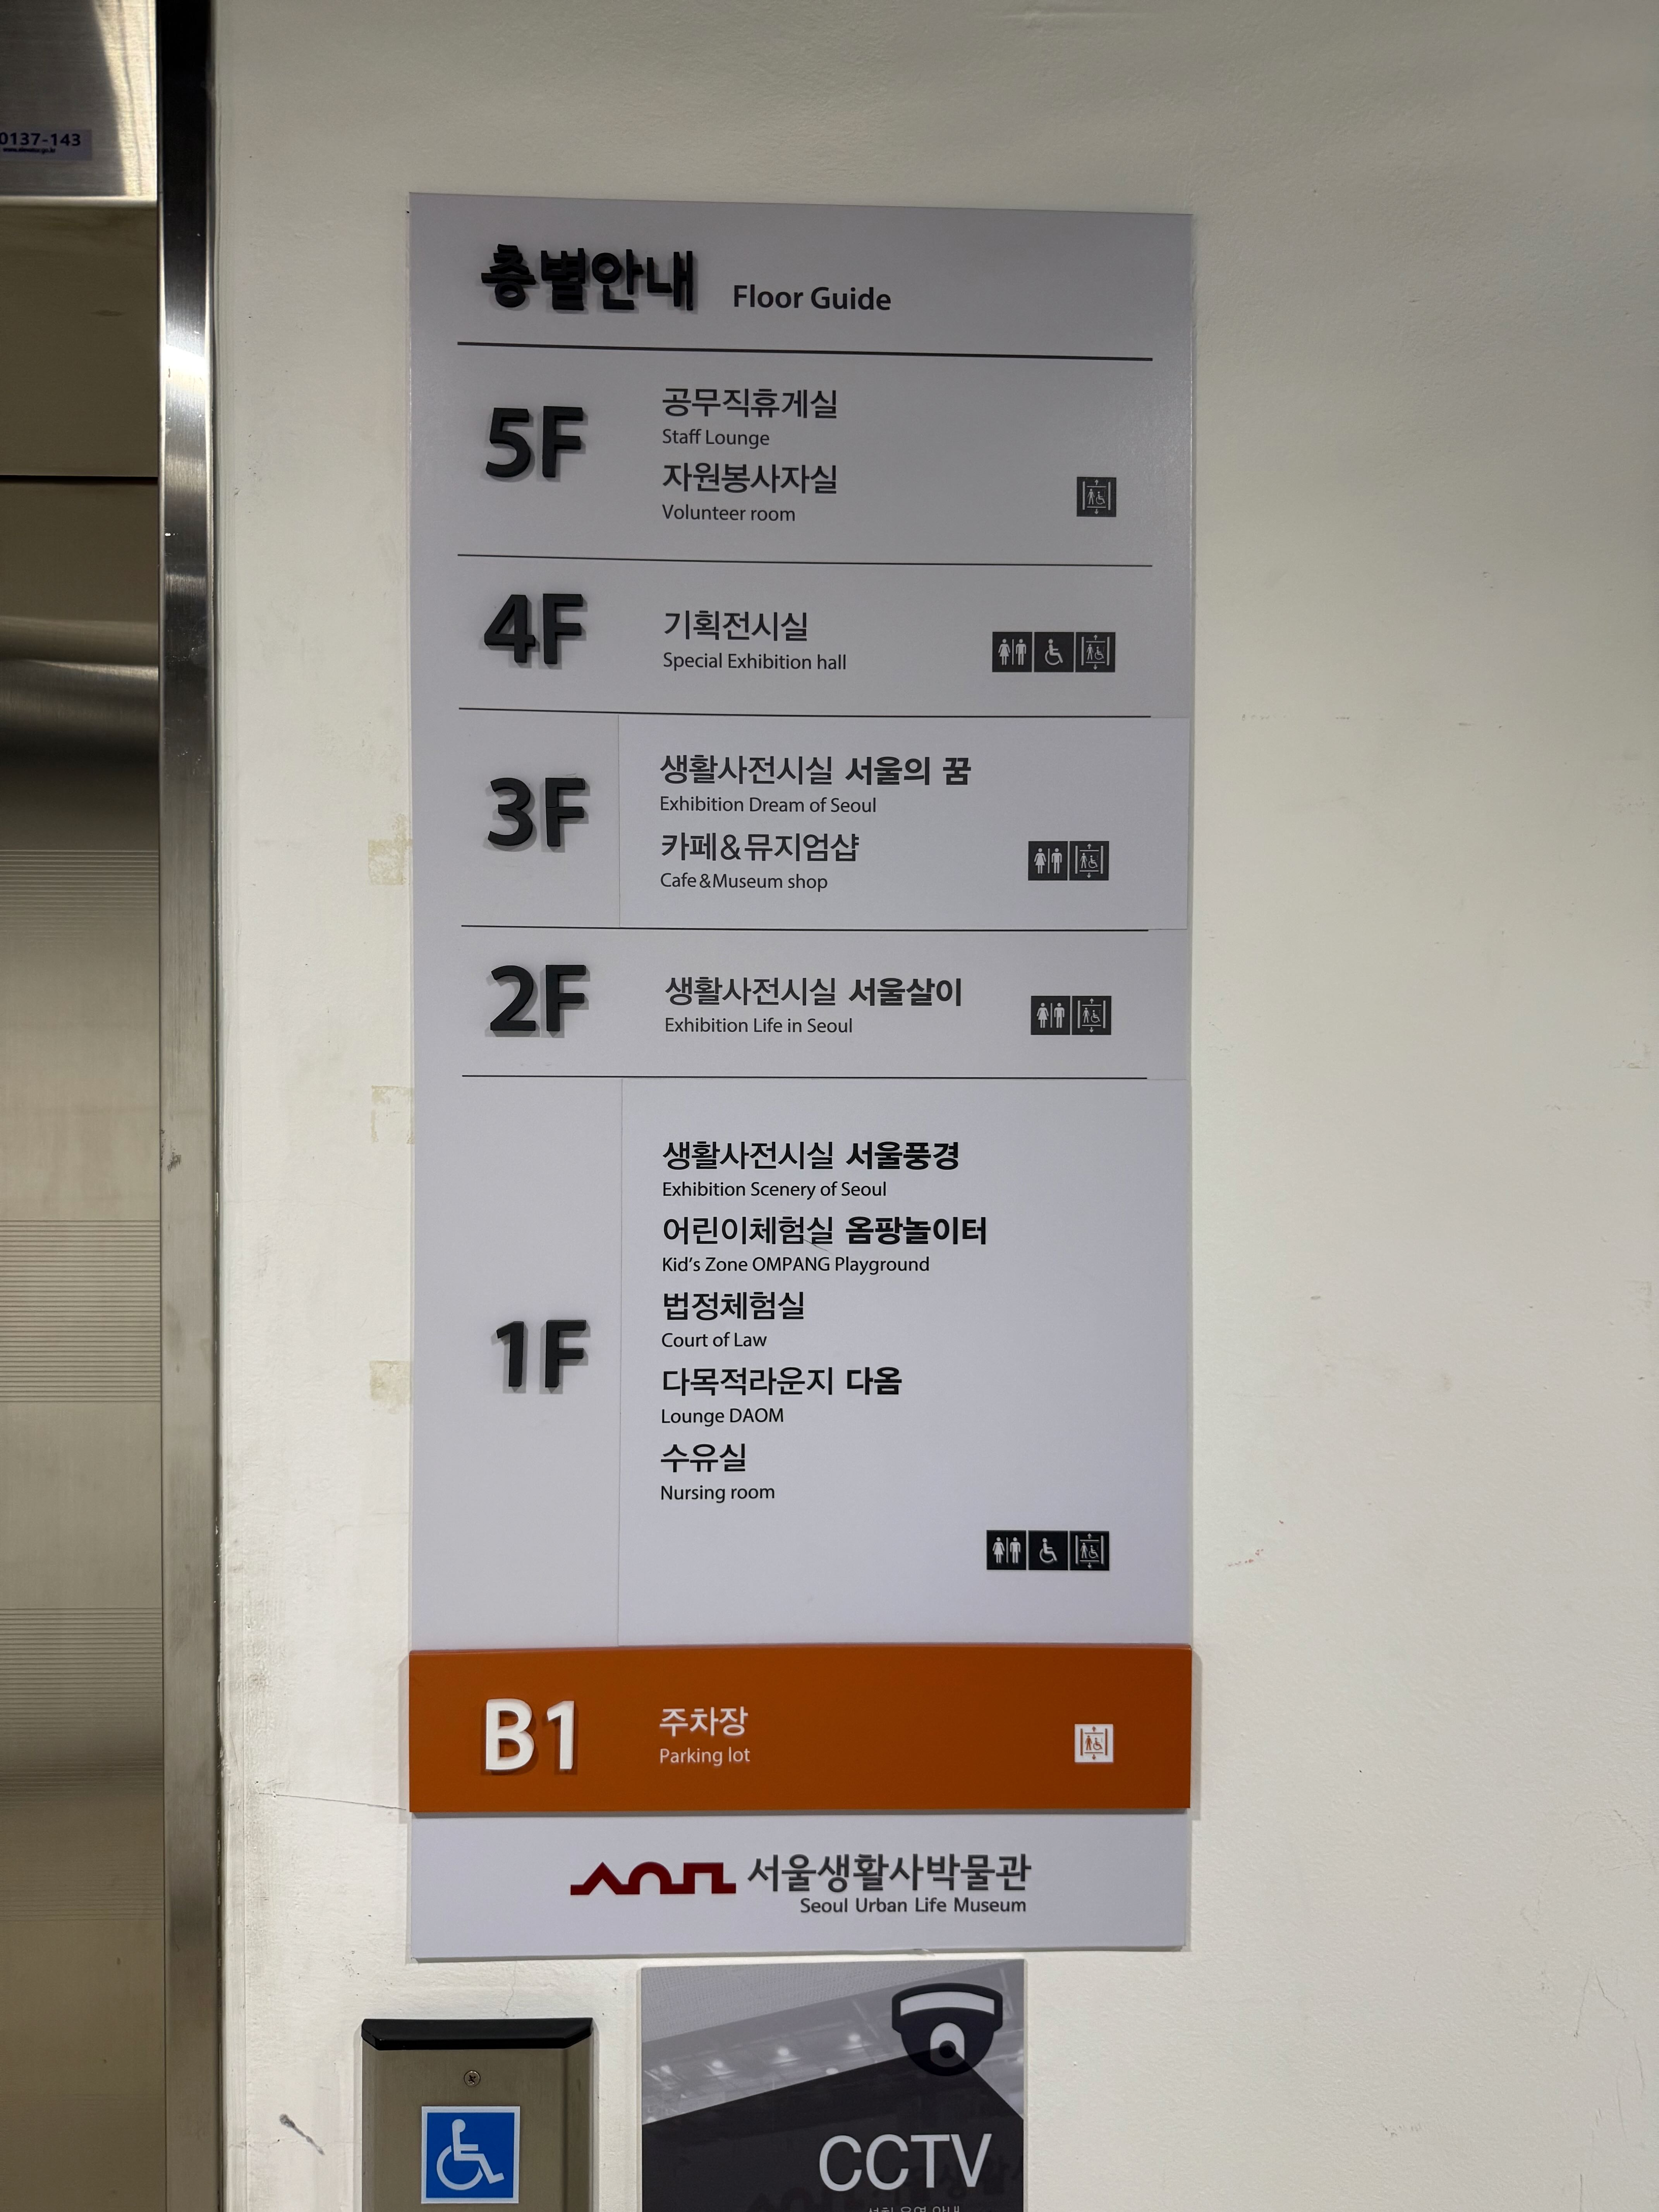 0137-143
층별안내 Floor Guide
5F
공무직휴게실
Staff Lounge
자원봉사자실
Volunteer room
4F
기획전시실
Special Exhibition hall
3F
생활사전시실 서울의 꿈
Exhibition Dream of Seoul
카페&뮤지엄샵
Cafe&Museum shop
2F
생활사전시실 서울살이
Exhibition Life in Seoul
1F
생활사전시실 서울풍경
Exhibition Scenery of Seoul
어린이체험실 옴팡놀이터
Kid's Zone OMPANG Playground
법정체험실
Court of Law
다목적라운지 다옴
Lounge DAOM
수유실
Nursing room
B1
주차장
Parking lot
서울생활사박물관
Seoul Urban Life Museum
CCTV